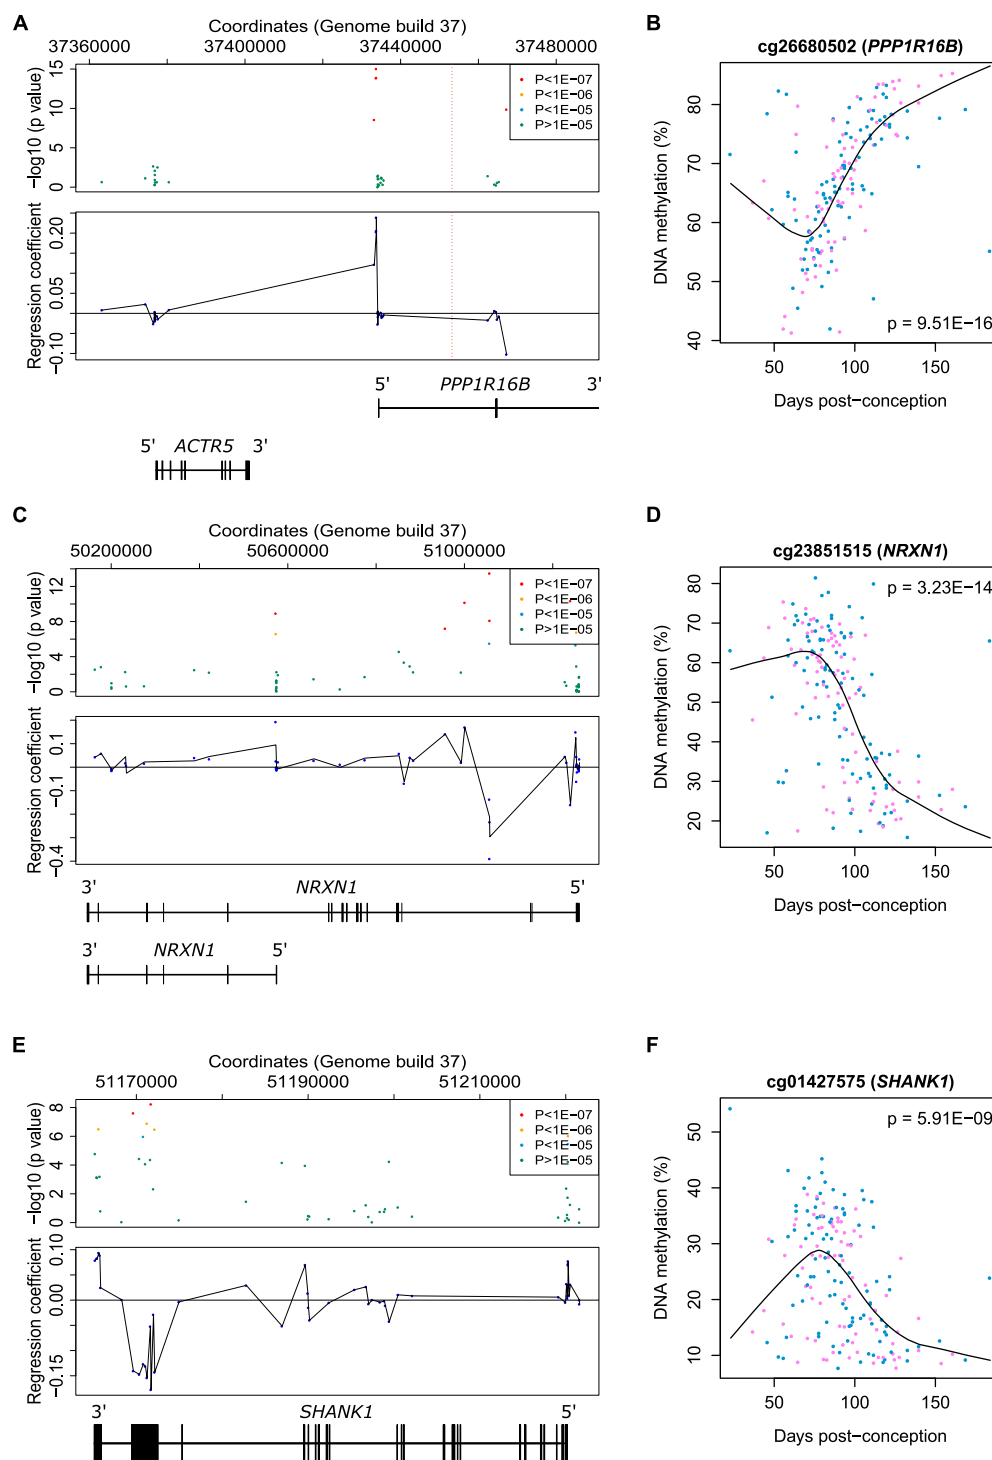 A
Coordinates (Genome build 37)
37360000 37400000 37440000 37480000
−log10 (p value)
15
10
5
0
P<1E−07
P<1E−06
P<1E−05
P>1E−05
Regression coefficient
0.20
0.05
−0.10
5' PPP1R16B 3'
5' ACTR5 3'
B
cg26680502 (PPP1R16B)
DNA methylation (%)
80
70
60
50
40
p = 9.51E−16
50 100 150
Days post−conception
C
Coordinates (Genome build 37)
50200000 50600000 51000000
−log10 (p value)
12
8
4
0
P<1E−07
P<1E−06
P<1E−05
P>1E−05
Regression coefficient
0.1
−0.1
−0.4
3' NRXN1 5'
3' NRXN1 5'
D
cg23851515 (NRXN1)
p = 3.23E−14
DNA methylation (%)
80
70
60
50
40
30
20
50 100 150
Days post−conception
E
Coordinates (Genome build 37)
51170000 51190000 51210000
−log10 (p value)
8
6
4
2
0
P<1E−07
P<1E−06
P<1E−05
P>1E−05
Regression coefficient
0.10
0.00
−0.15
3' SHANK1 5'
F
cg01427575 (SHANK1)
p = 5.91E−09
DNA methylation (%)
50
40
30
20
10
50 100 150
Days post−conception